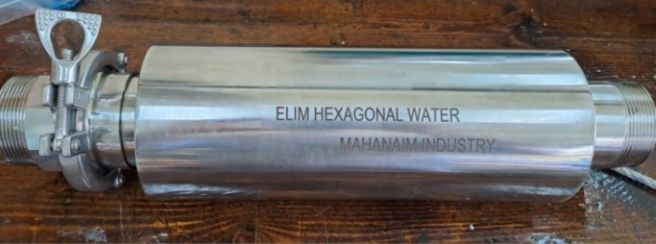 ELIM HEXAGONAL WATER
MAHANAIM INDUSTRY